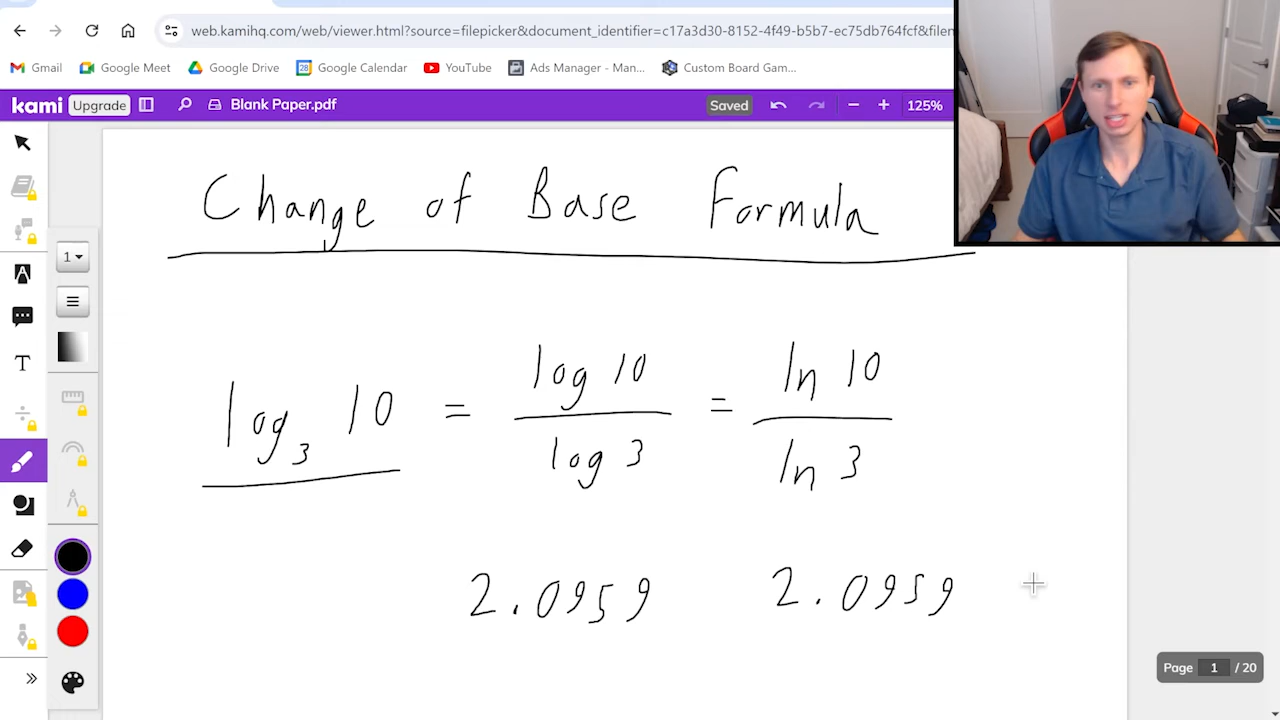 web.kamihq.com/web/viewer.html?source=filepicker&document_identifier=c17a3d30-8152-4f49-b5b7-ec75db764fcf&filen
Gmail Google Meet Google Drive 28 Google Calendar YouTube Ads Manager - Man... Custom Board Gam...
kami Upgrade Blank Paper.pdf Saved 125%
Change of Base Formula
1
log₃ 10 = log 10 / log 3 = ln 10 / ln 3
2.0959 2.0959
Page 1 / 20